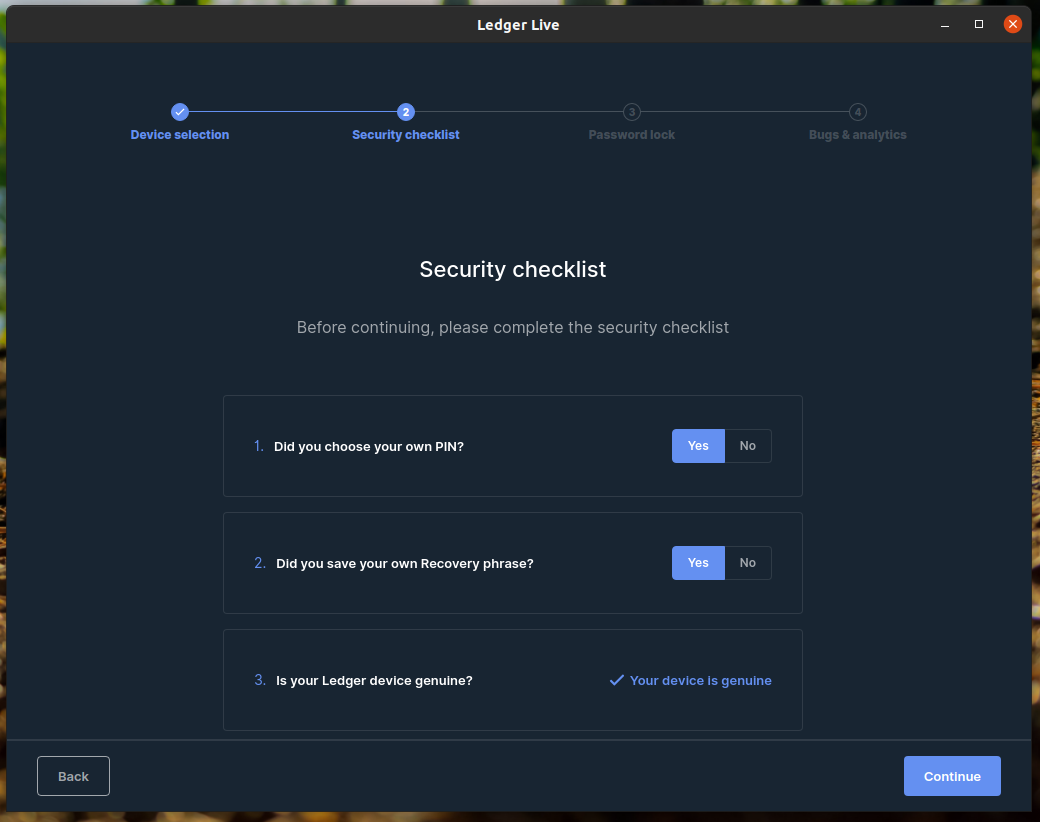 Ledger Live
2 3 4
Device selection Security checklist Password lock Bugs & analytics
Security checklist
Before continuing, please complete the security checklist
1. Did you choose your own PIN? Yes No
2. Did you save your own Recovery phrase? Yes No
3. Is your Ledger device genuine? Your device is genuine
Back Continue